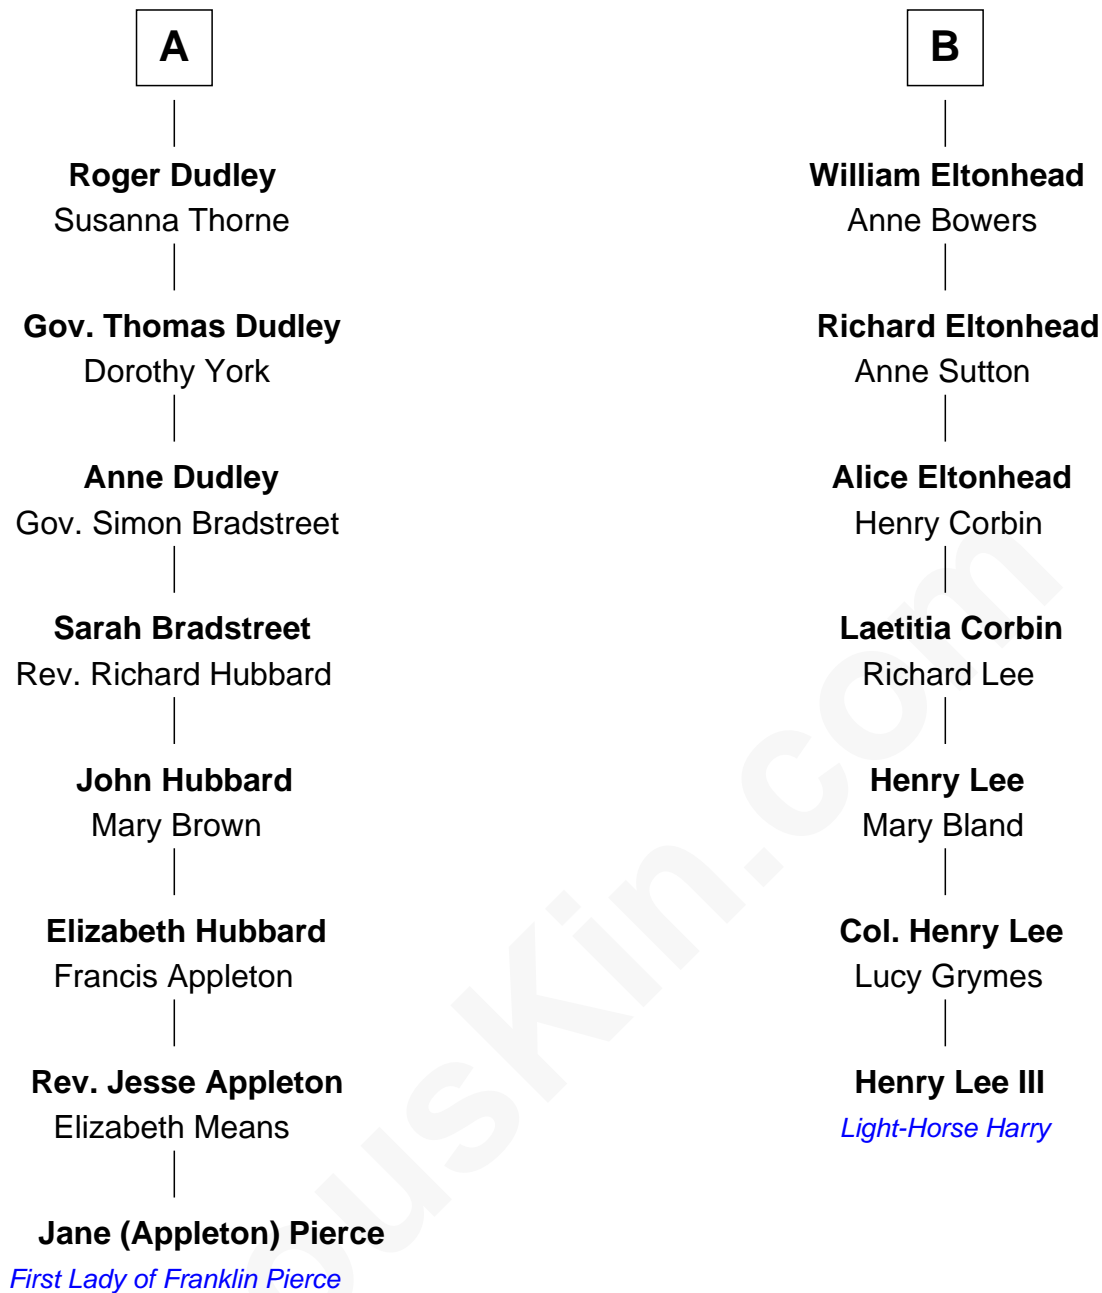 A
Roger Dudley
Susanna Thorne
Gov. Thomas Dudley
Dorothy York
Anne Dudley
Gov. Simon Bradstreet
Sarah Bradstreet
Rev. Richard Hubbard
John Hubbard
Mary Brown
Elizabeth Hubbard
Francis Appleton
Rev. Jesse Appleton
Elizabeth Means
Jane (Appleton) Pierce
First Lady of Franklin Pierce
B
William Eltonhead
Anne Bowers
Richard Eltonhead
Anne Sutton
Alice Eltonhead
Henry Corbin
Laetitia Corbin
Richard Lee
Henry Lee
Mary Bland
Col. Henry Lee
Lucy Grymes
Henry Lee III
Light-Horse Harry
ousKin.com